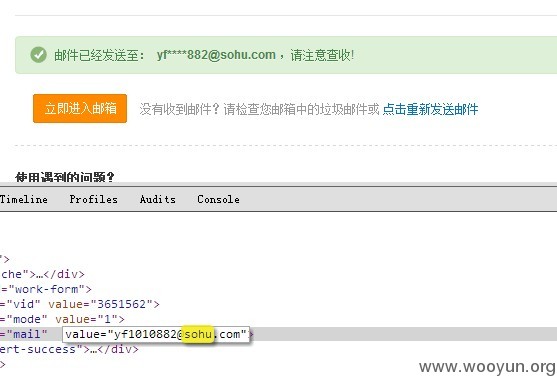 邮件已经发送至： yf****882@sohu.com ，请注意查收!
立即进入邮箱 没有收到邮件？请检查您邮箱中的垃圾邮件或 点击重新发送邮件
使用遇到的问题？
Timeline Profiles Audits Console
">
che">…</div>
="work-form">
="vid" value="3651562">
="mode" value="1">
="mail" value="yf1010882@sohu.com">
ert-success">…</div>
>
www.wooyun.org